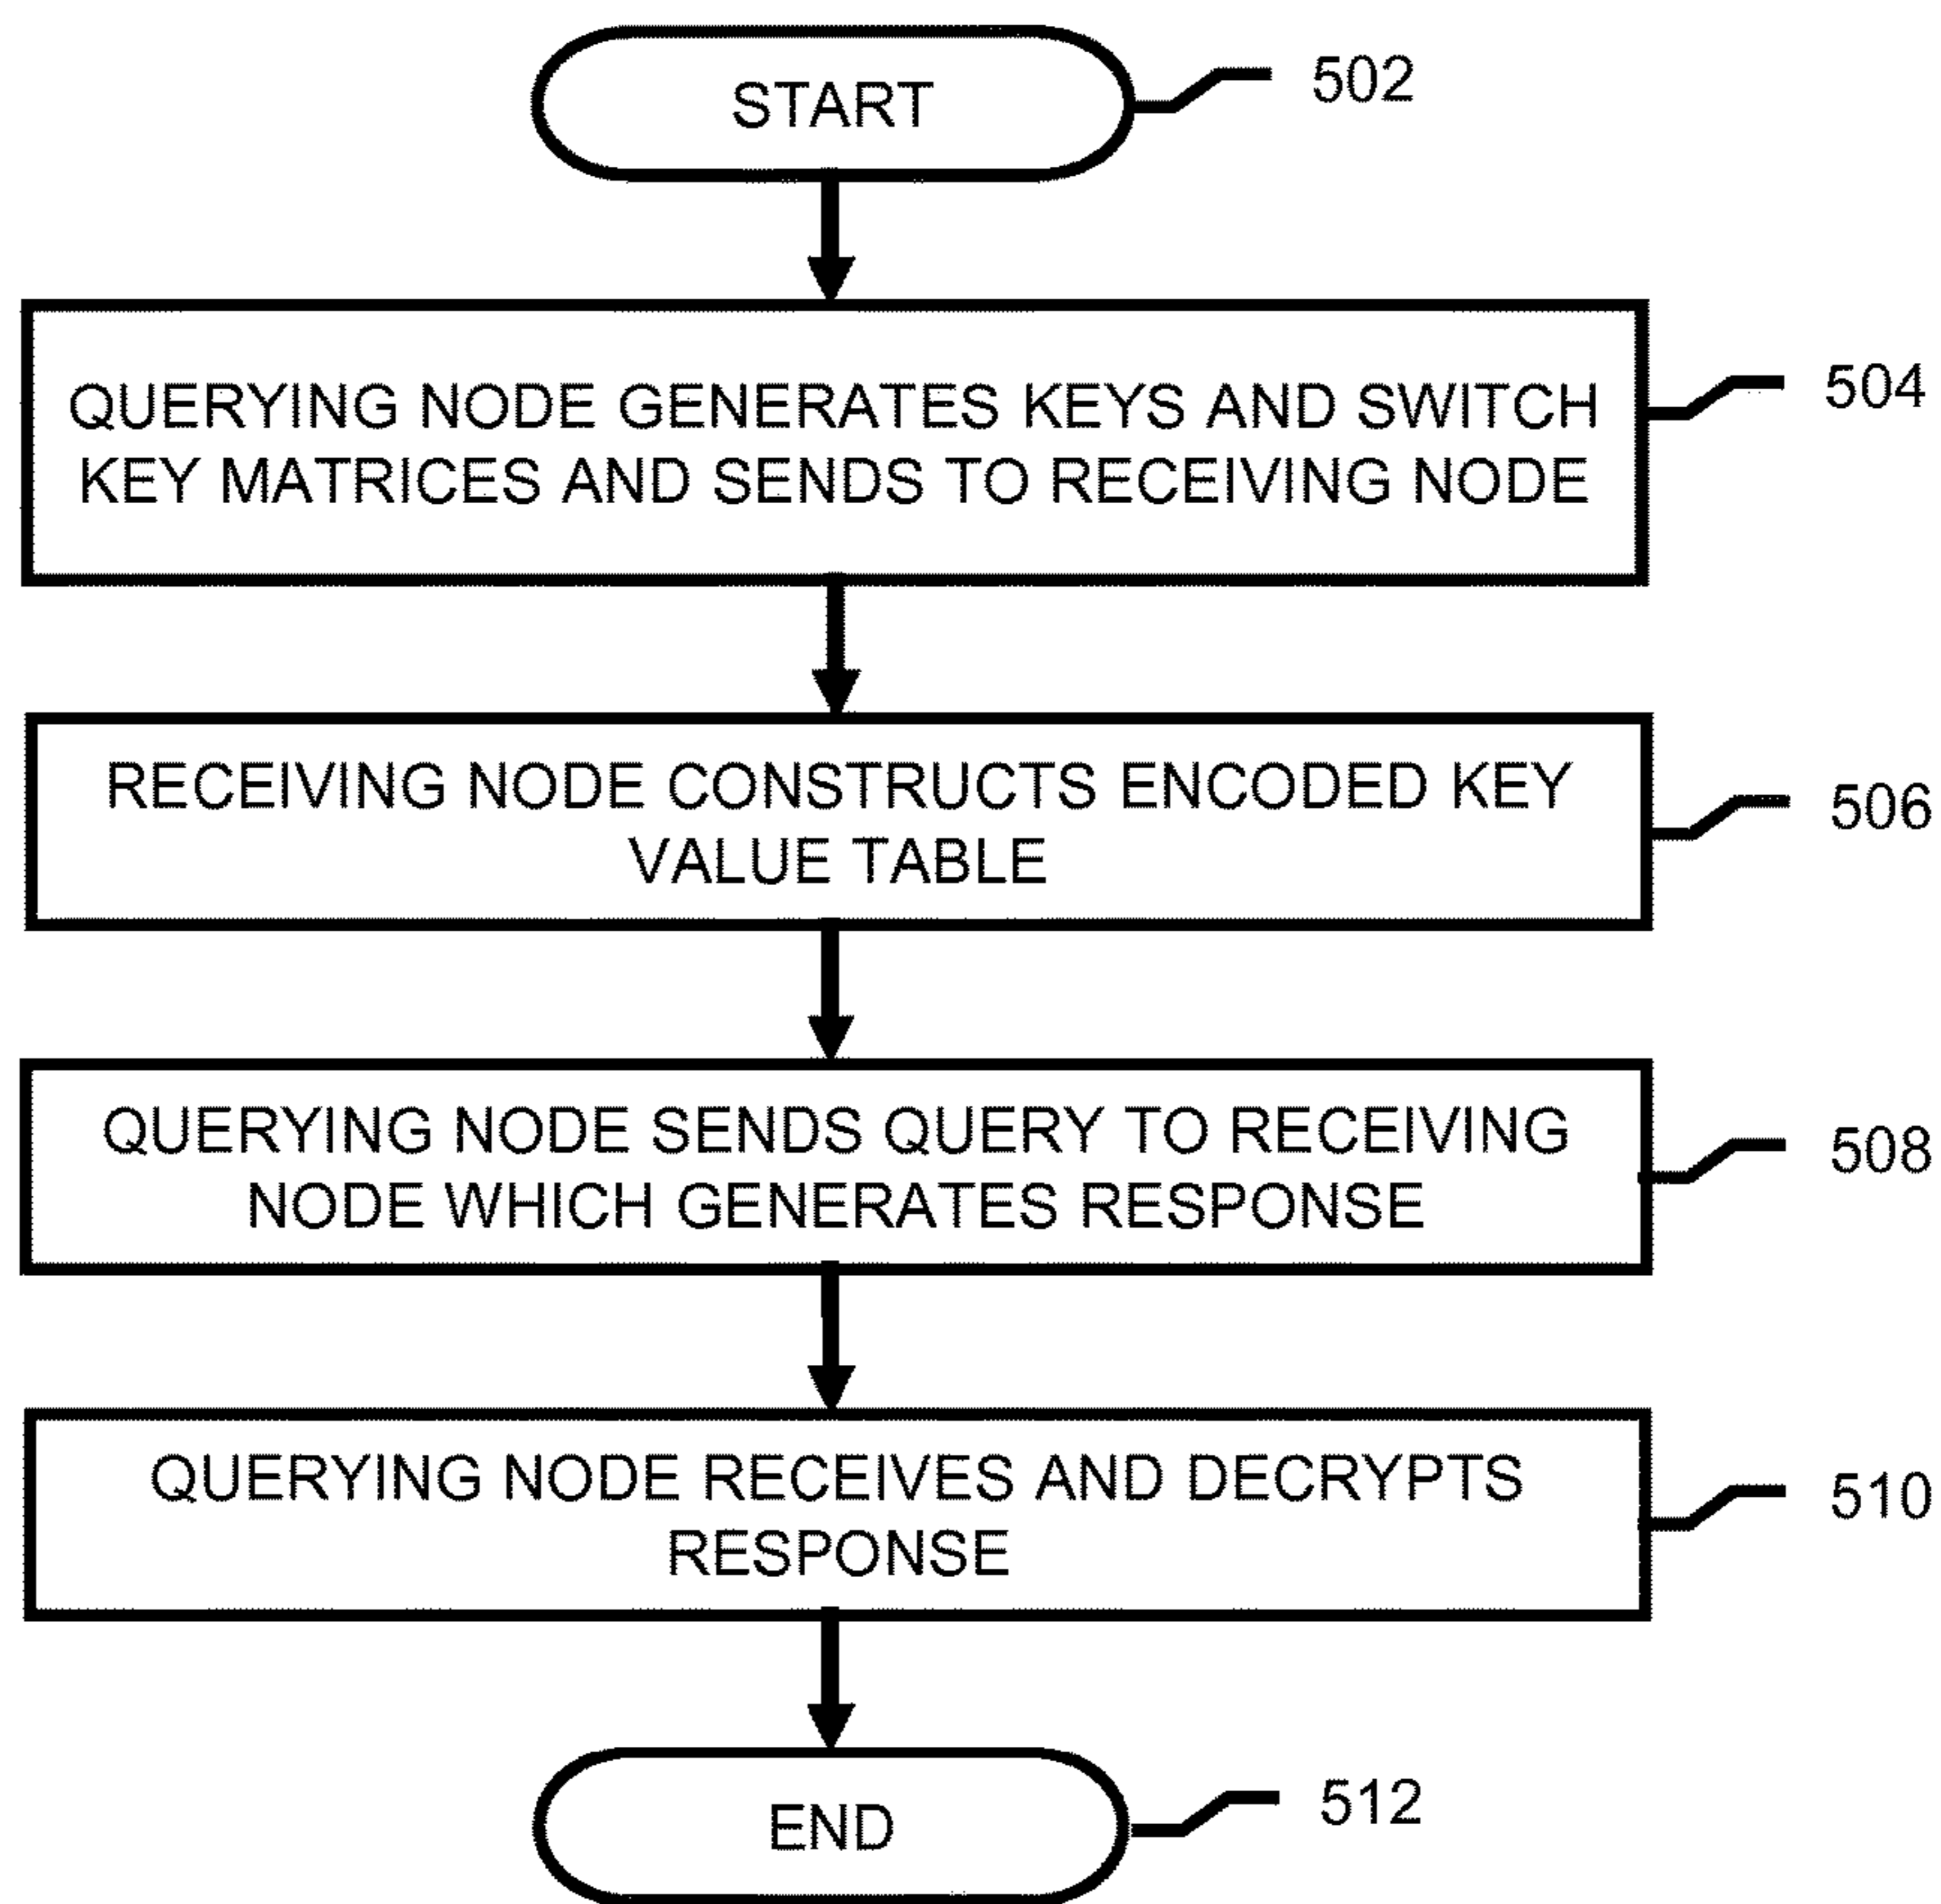 START
502
QUERYING NODE GENERATES KEYS AND SWITCH
KEY MATRICES AND SENDS TO RECEIVING NODE
504
RECEIVING NODE CONSTRUCTS ENCODED KEY
VALUE TABLE
506
QUERYING NODE SENDS QUERY TO RECEIVING
NODE WHICH GENERATES RESPONSE
508
QUERYING NODE RECEIVES AND DECRYPTS
RESPONSE
510
END
512